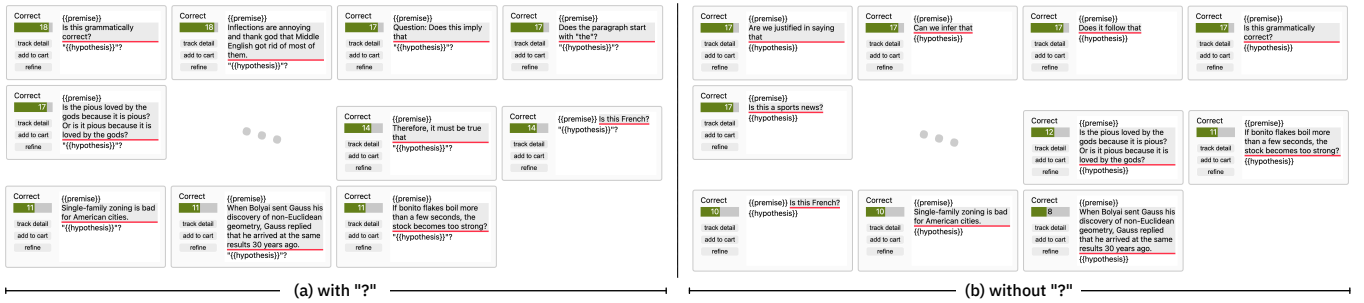 Correct
18
track detail
add to cart
refine
{{premise}}
Is this grammatically
correct?
"{{hypothesis}}"?
Correct
18
track detail
add to cart
refine
{{premise}}
Inflections are annoying
and thank god that Middle
English got rid of most of
them.
"{{hypothesis}}"?
Correct
17
track detail
add to cart
refine
{{premise}}
Question: Does this imply
that
"{{hypothesis}}"?
Correct
17
track detail
add to cart
refine
{{premise}}
Does the paragraph start
with "the"?
"{{hypothesis}}"?
Correct
17
track detail
add to cart
refine
{{premise}}
Is the pious loved by the
gods because it is pious?
Or is it pious because it is
loved by the gods?
"{{hypothesis}}"?
Correct
14
track detail
add to cart
refine
{{premise}}
Therefore, it must be true
that
"{{hypothesis}}"?
Correct
14
track detail
add to cart
refine
{{premise}} Is this French?
"{{hypothesis}}"?
Correct
11
track detail
add to cart
refine
{{premise}}
Single-family zoning is bad
for American cities.
"{{hypothesis}}"?
Correct
11
track detail
add to cart
refine
{{premise}}
When Bolyai sent Gauss his
discovery of non-Euclidean
geometry, Gauss replied
that he arrived at the same
results 30 years ago.
"{{hypothesis}}"?
Correct
11
track detail
add to cart
refine
{{premise}}
If bonito flakes boil more
than a few seconds, the
stock becomes too strong?
"{{hypothesis}}"?
(a) with "?"
Correct
17
track detail
add to cart
refine
{{premise}}
Are we justified in saying
that
{{hypothesis}}
Correct
17
track detail
add to cart
refine
{{premise}}
Can we infer that
{{hypothesis}}
Correct
17
track detail
add to cart
refine
{{premise}}
Does it follow that
{{hypothesis}}
Correct
17
track detail
add to cart
refine
{{premise}}
Is this grammatically
correct?
{{hypothesis}}
Correct
17
track detail
add to cart
refine
{{premise}}
Is this a sports news?
{{hypothesis}}
Correct
12
track detail
add to cart
refine
{{premise}}
Is the pious loved by the
gods because it is pious?
Or is it pious because it is
loved by the gods?
{{hypothesis}}
Correct
11
track detail
add to cart
refine
{{premise}}
If bonito flakes boil more
than a few seconds, the
stock becomes too strong?
{{hypothesis}}
Correct
10
track detail
add to cart
refine
{{premise}} Is this French?
{{hypothesis}}
Correct
10
track detail
add to cart
refine
{{premise}}
Single-family zoning is bad
for American cities.
{{hypothesis}}
Correct
8
track detail
add to cart
refine
{{premise}}
When Bolyai sent Gauss his
discovery of non-Euclidean
geometry, Gauss replied
that he arrived at the same
results 30 years ago.
{{hypothesis}}
(b) without "?"